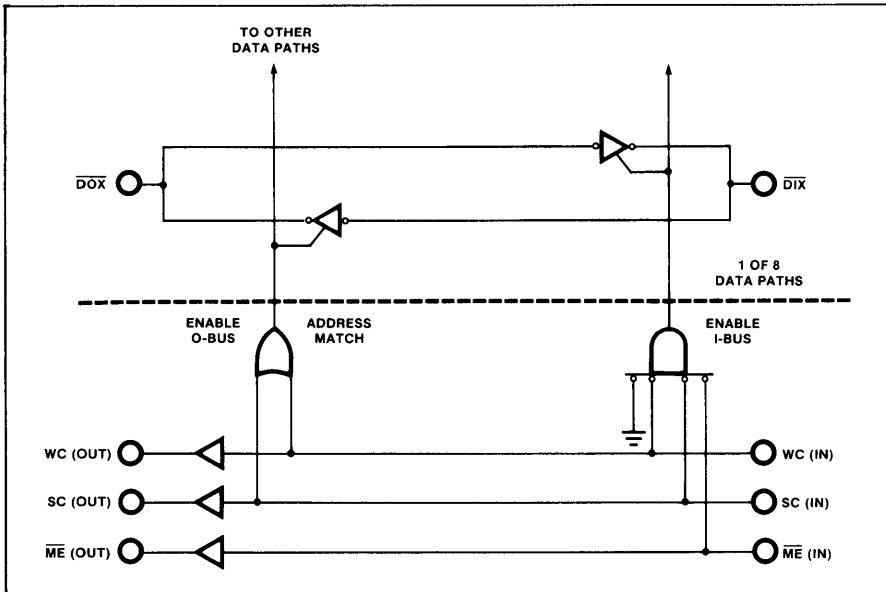 TO OTHER
DATA PATHS
DOX
DIX
1 OF 8
DATA PATHS
ENABLE
O-BUS
ADDRESS
MATCH
ENABLE
I-BUS
WC (OUT)
WC (IN)
SC (OUT)
SC (IN)
ME (OUT)
ME (IN)